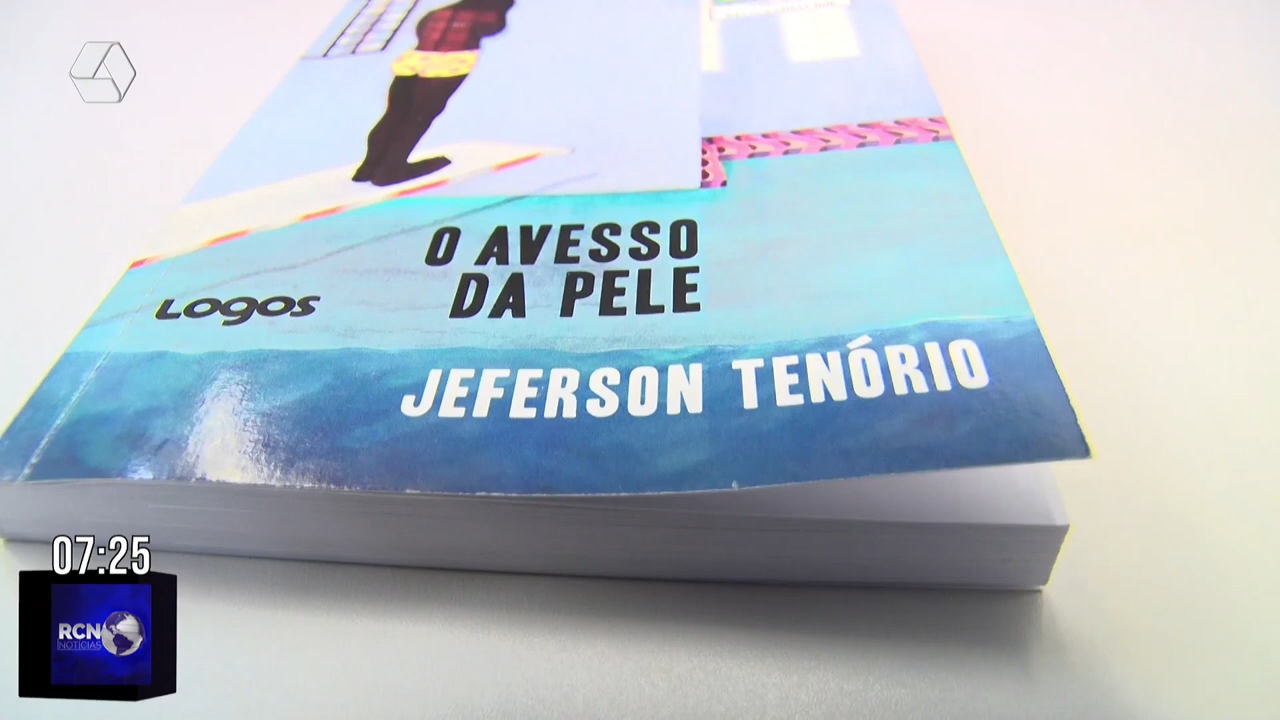 O AVESSO
DA PELE
LOGOS
JEFERSON TENÓRIO
07:25
RCN
NOTÍCIAS